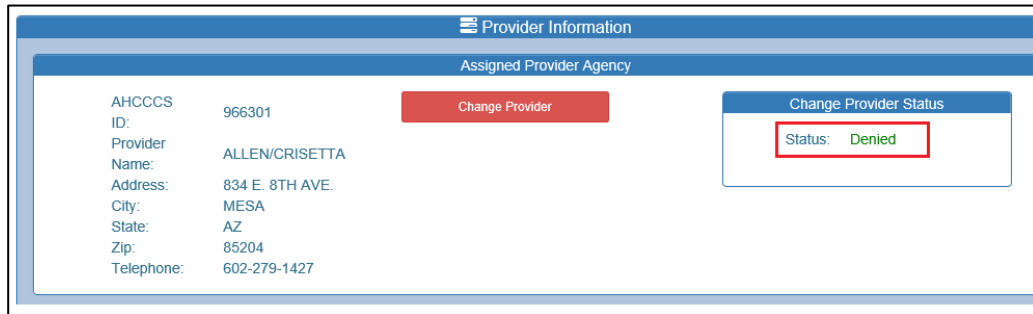 Provider Information
Assigned Provider Agency
AHCCCS ID: 966301
Provider Name: ALLEN/CRISETTA
Address: 834 E. 8TH AVE.
City: MESA
State: AZ
Zip: 85204
Telephone: 602-279-1427
Change Provider
Change Provider Status
Status: Denied